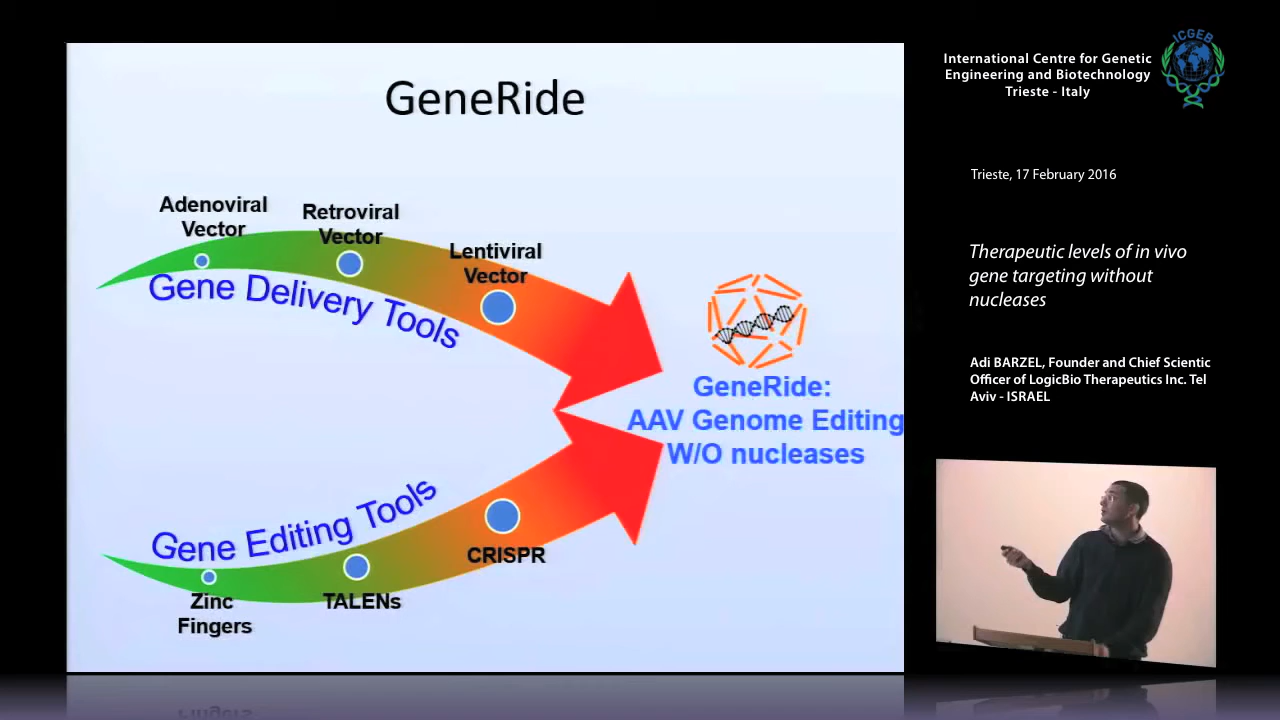 GeneRide
Adenoviral
Vector
Retroviral
Vector
Lentiviral
Vector
Gene Delivery Tools
GeneRide:
AAV Genome Editing
W/O nucleases
Gene Editing Tools
CRISPR
Zinc
Fingers
TALENs
International Centre for Genetic
Engineering and Biotechnology
Trieste - Italy
ICGEB
Trieste, 17 February 2016
Therapeutic levels of in vivo
gene targeting without
nucleases
Adi BARZEL, Founder and Chief Scientic
Officer of LogicBio Therapeutics Inc. Tel
Aviv - ISRAEL